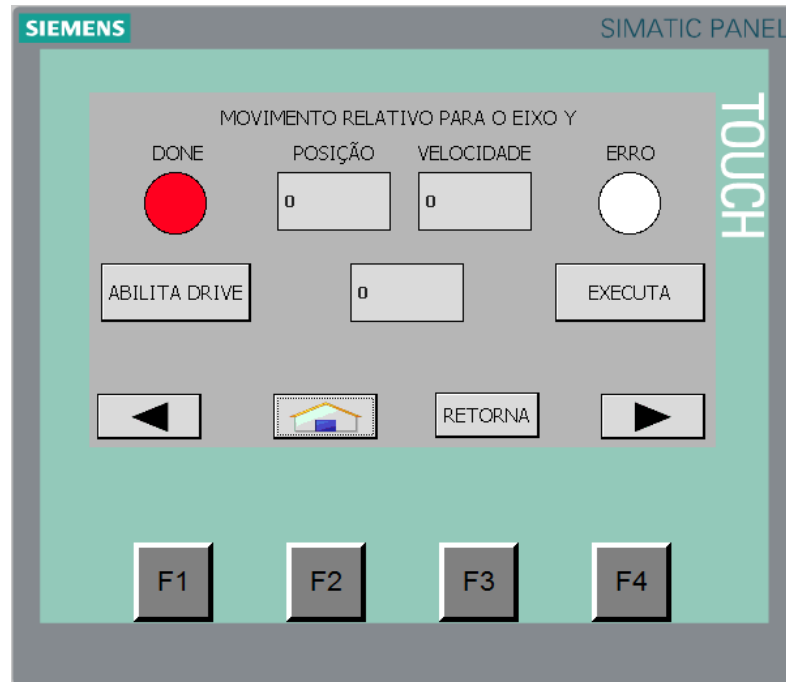 SIEMENS
SIMATIC PANEL
TOUCH
MOVIMENTO RELATIVO PARA O EIXO Y
DONE POSIÇÃO VELOCIDADE ERRO
0 0
ABILITA DRIVE 0 EXECUTA
RETORNA
F1 F2 F3 F4